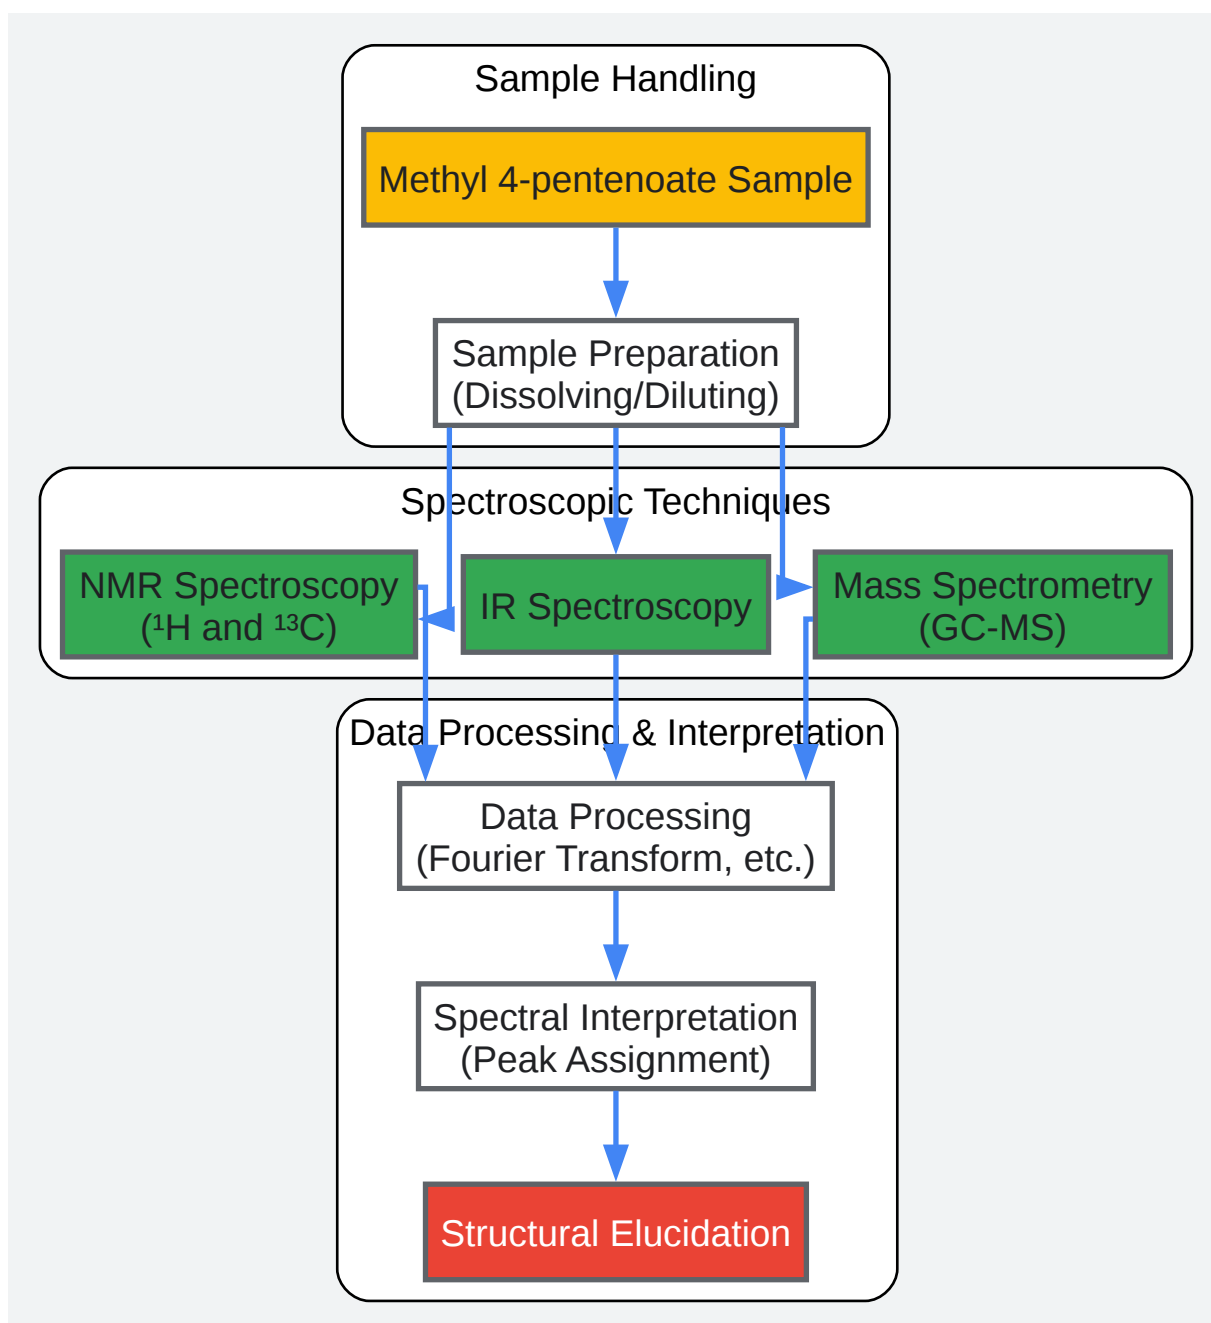 Sample Handling
Methyl 4-pentenoate Sample
Sample Preparation
(Dissolving/Diluting)
Spectroscopic Techniques
NMR Spectroscopy
(¹H and ¹³C)
IR Spectroscopy
Mass Spectrometry
(GC-MS)
Data Processing & Interpretation
Data Processing
(Fourier Transform, etc.)
Spectral Interpretation
(Peak Assignment)
Structural Elucidation